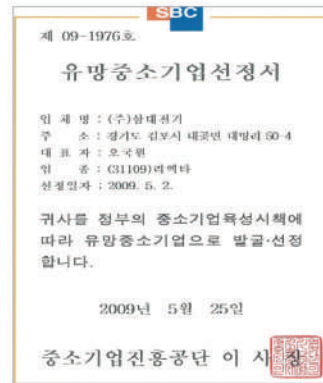 SBC
제 09-1976호
유망중소기업선정서
업 체 명 : (주)삼대전기
주 소 : 경기도 김포시 대곶면 대명리 50-4
대 표 자 : 오국원
업 종 : (31109)리액타
선정일자 : 2009. 5. 2.
귀사를 정부의 중소기업육성시책에
따라 유망중소기업으로 발굴·선정
합니다.
2009년 5월 25일
중소기업진흥공단 이 사 장